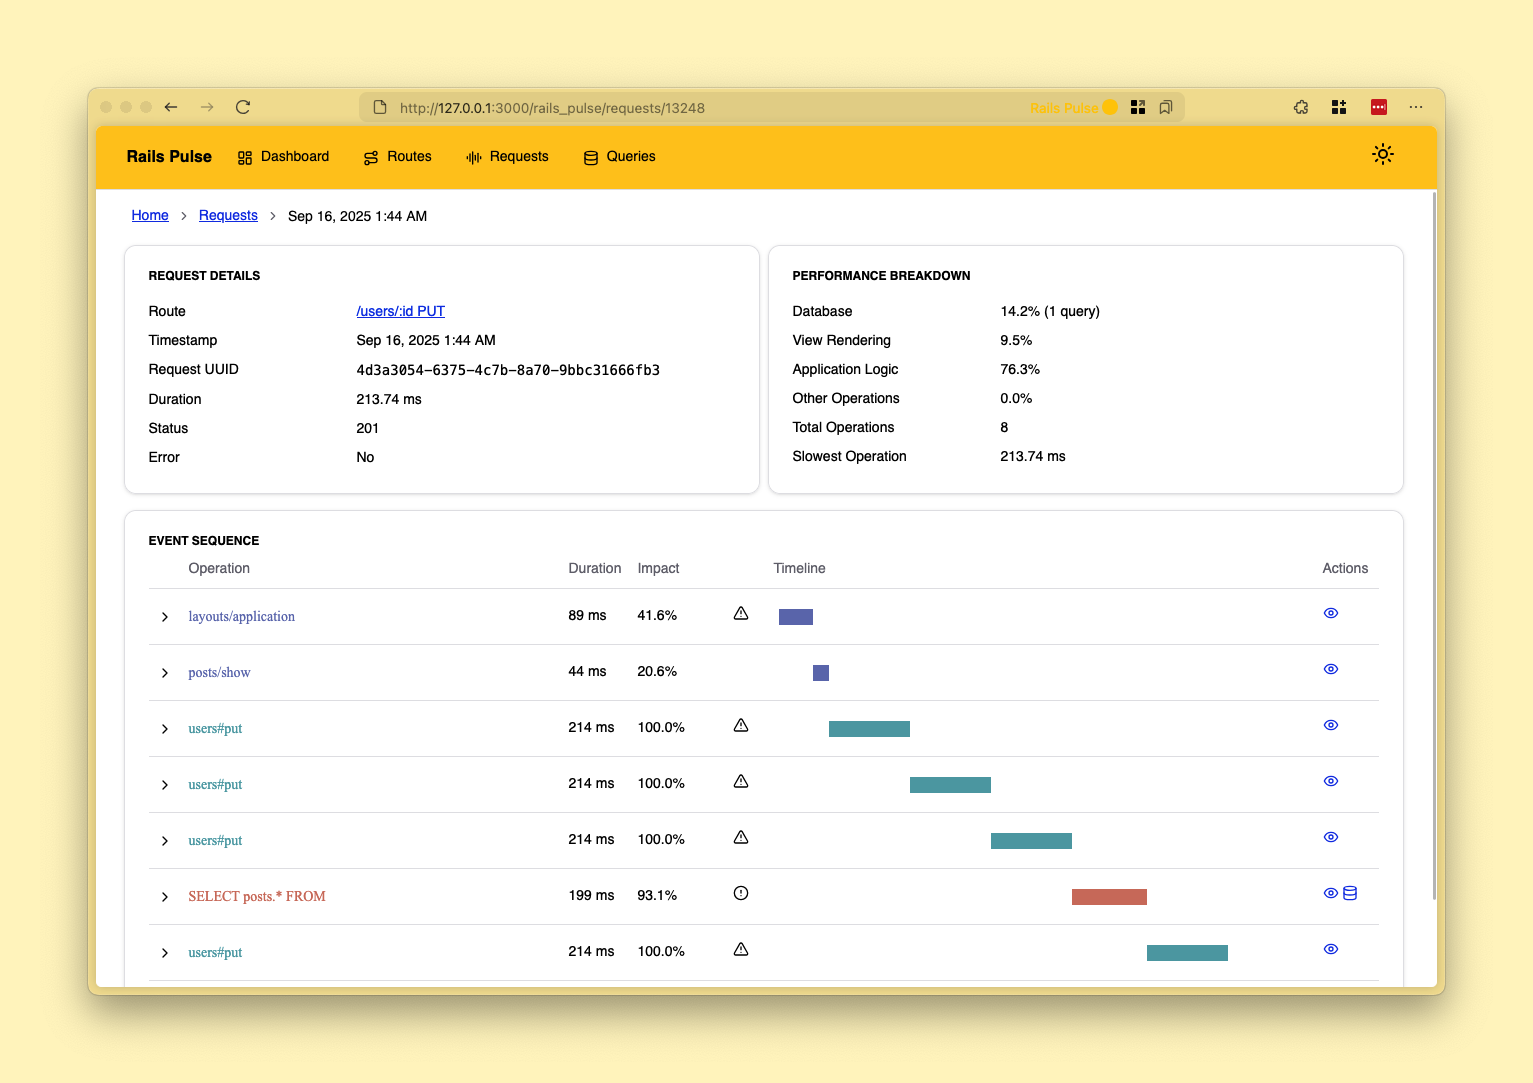 http://127.0.0.1:3000/rails_pulse/requests/13248 Rails Pulse
Rails Pulse Dashboard Routes Requests Queries
Home > Requests > Sep 16, 2025 1:44 AM
REQUEST DETAILS
Route /users/:id PUT
Timestamp Sep 16, 2025 1:44 AM
Request UUID 4d3a3054-6375-4c7b-8a70-9bbc31666fb3
Duration 213.74 ms
Status 201
Error No
PERFORMANCE BREAKDOWN
Database 14.2% (1 query)
View Rendering 9.5%
Application Logic 76.3%
Other Operations 0.0%
Total Operations 8
Slowest Operation 213.74 ms
EVENT SEQUENCE
Operation Duration Impact Timeline Actions
layouts/application 89 ms 41.6%
posts/show 44 ms 20.6%
users#put 214 ms 100.0%
users#put 214 ms 100.0%
users#put 214 ms 100.0%
SELECT posts.* FROM 199 ms 93.1%
users#put 214 ms 100.0%